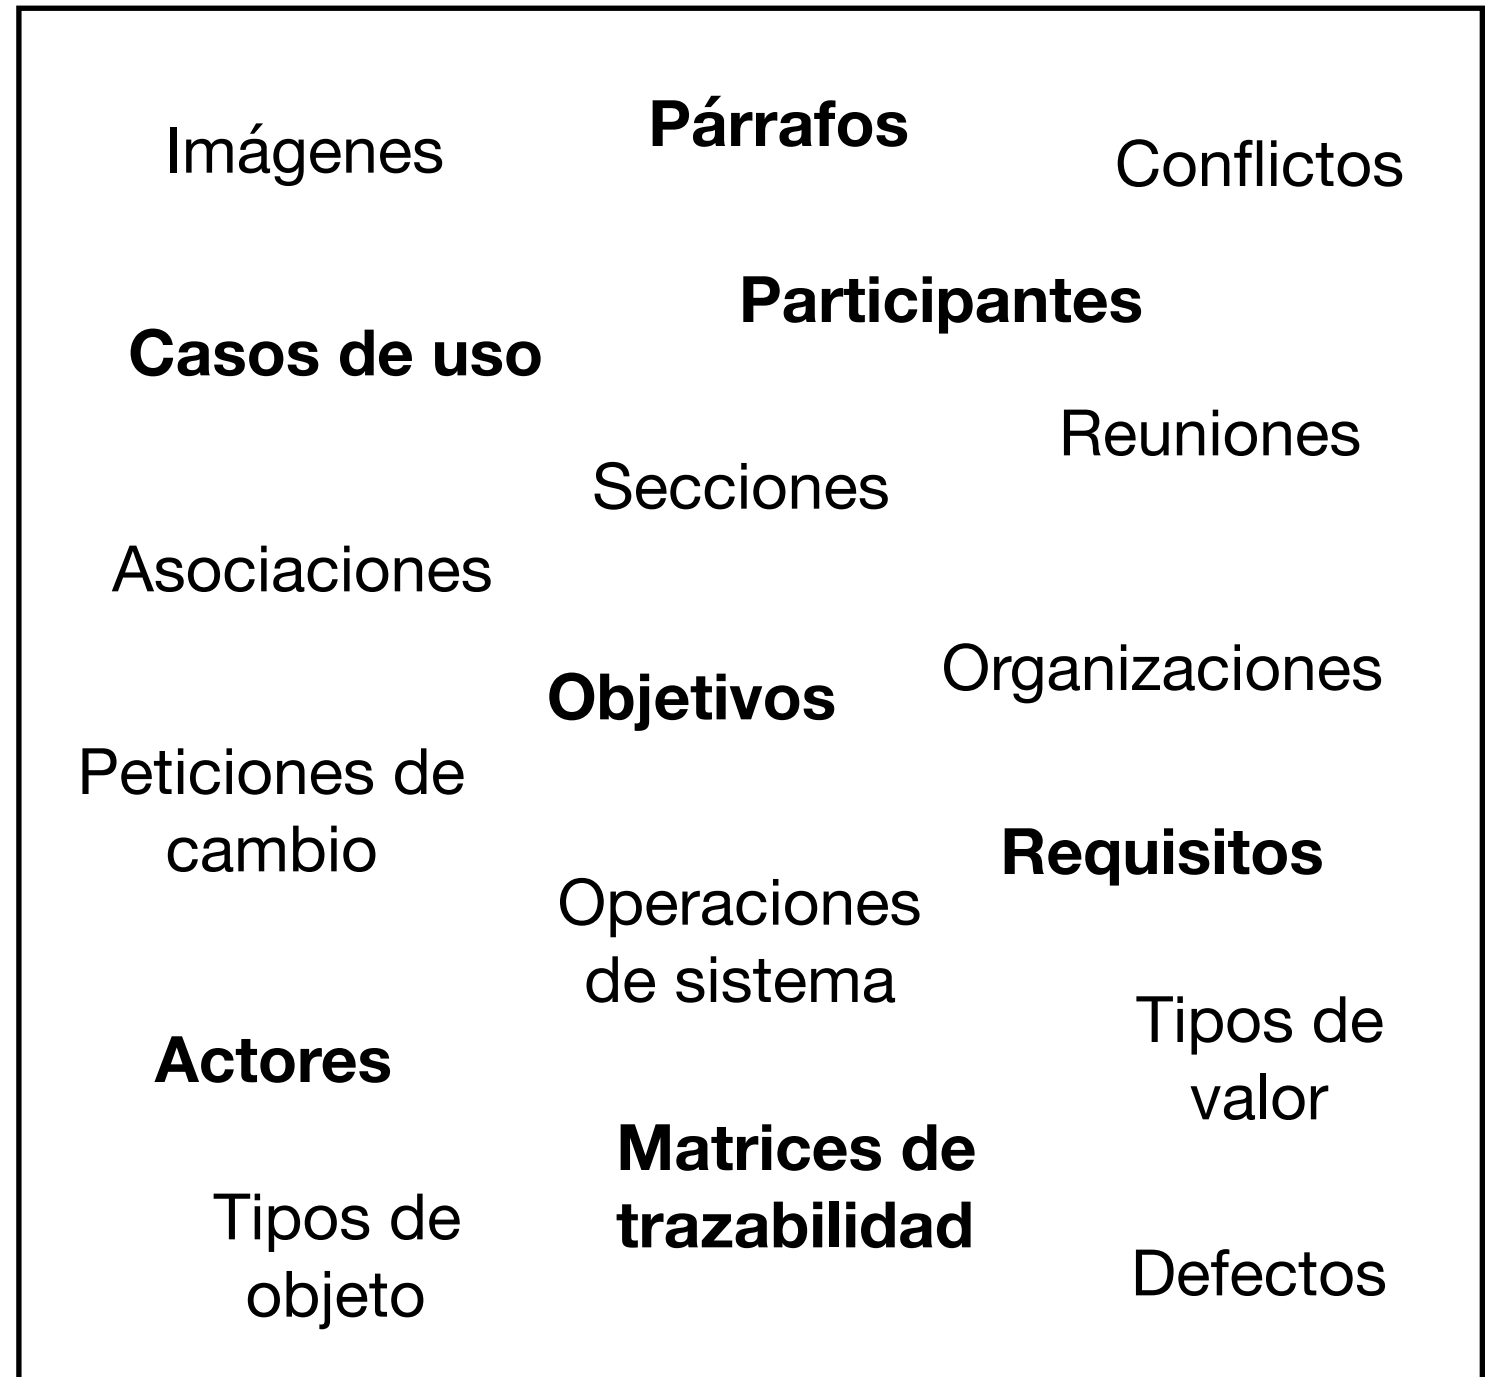 Párrafos
Imágenes
Conflictos
Participantes
Casos de uso
Reuniones
Secciones
Asociaciones
Organizaciones
Objetivos
Peticiones de
cambio
Requisitos
Operaciones
de sistema
Tipos de
valor
Actores
Matrices de
trazabilidad
Tipos de
objeto
Defectos